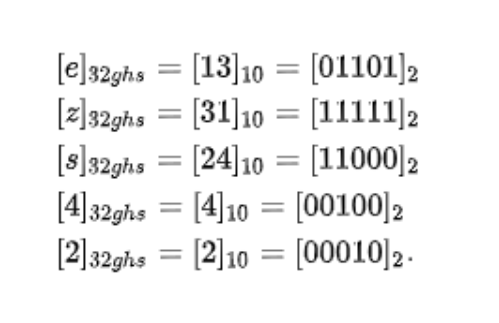 [e]₃₂ghs = [13]₁₀ = [01101]₂
[z]₃₂ghs = [31]₁₀ = [11111]₂
[s]₃₂ghs = [24]₁₀ = [11000]₂
[4]₃₂ghs = [4]₁₀ = [00100]₂
[2]₃₂ghs = [2]₁₀ = [00010]₂.